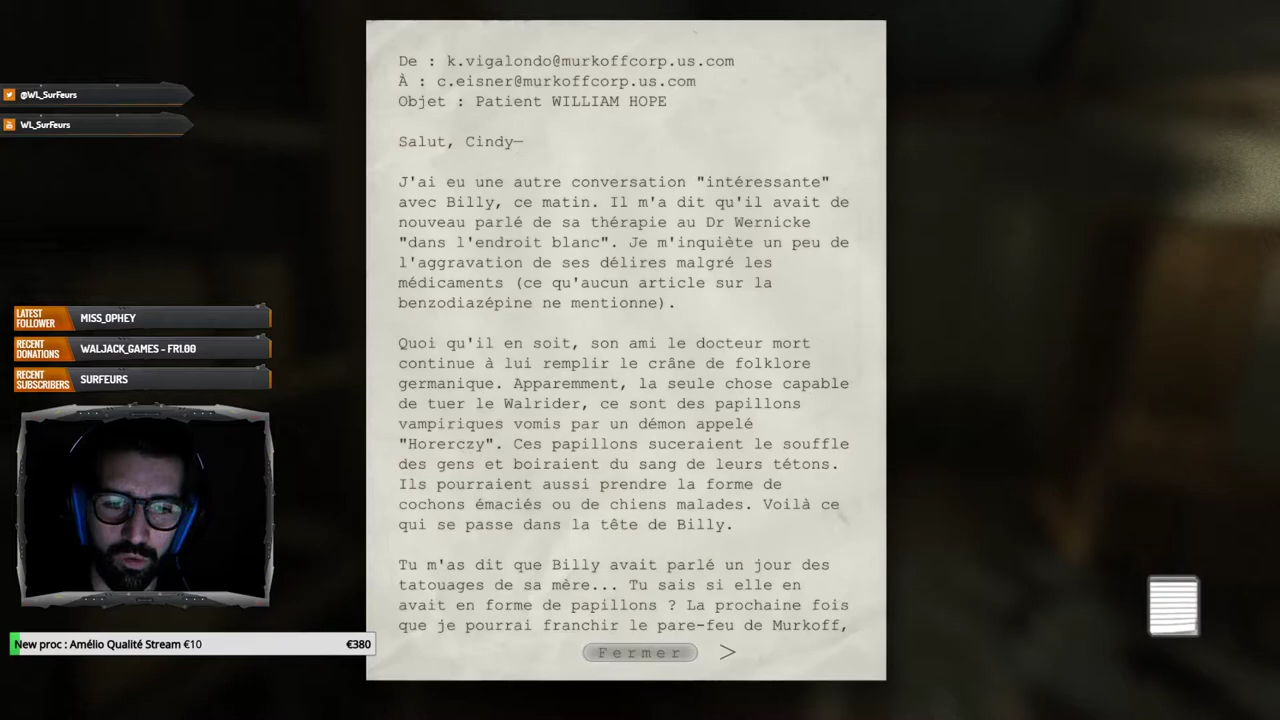 @WL_SurFeurs
WL_SurFeurs
LATEST FOLLOWER
MISS_0PHEY
RECENT DONATIONS
WALJACK_GAMES - FR1.00
RECENT SUBSCRIBERS
SURFEURS
New proc : Amélio Qualité Stream €10
€380
De : k.vigalondo@murkoffcorp.us.com
À : c.eisner@murkoffcorp.us.com
Objet : Patient WILLIAM HOPE
Salut, Cindy—
J'ai eu une autre conversation "intéressante"
avec Billy, ce matin. Il m'a dit qu'il avait de
nouveau parlé de sa thérapie au Dr Wernicke
"dans l'endroit blanc". Je m'inquiète un peu de
l'aggravation de ses délires malgré les
médicaments (ce qu'aucun article sur la
benzodiazépine ne mentionne).
Quoi qu'il en soit, son ami le docteur mort
continue à lui remplir le crâne de folklore
germanique. Apparemment, la seule chose capable
de tuer le Walrider, ce sont des papillons
vampiriques vomis par un démon appelé
"Horerczy". Ces papillons suceraient le souffle
des gens et boiraient du sang de leurs tétons.
Ils pourraient aussi prendre la forme de
cochons émaciés ou de chiens malades. Voilà ce
qui se passe dans la tête de Billy.
Tu m'as dit que Billy avait parlé un jour des
tatouages de sa mère... Tu sais si elle en
avait en forme de papillons ? La prochaine fois
que je pourrai franchir le pare-feu de Murkoff,
Fermer >